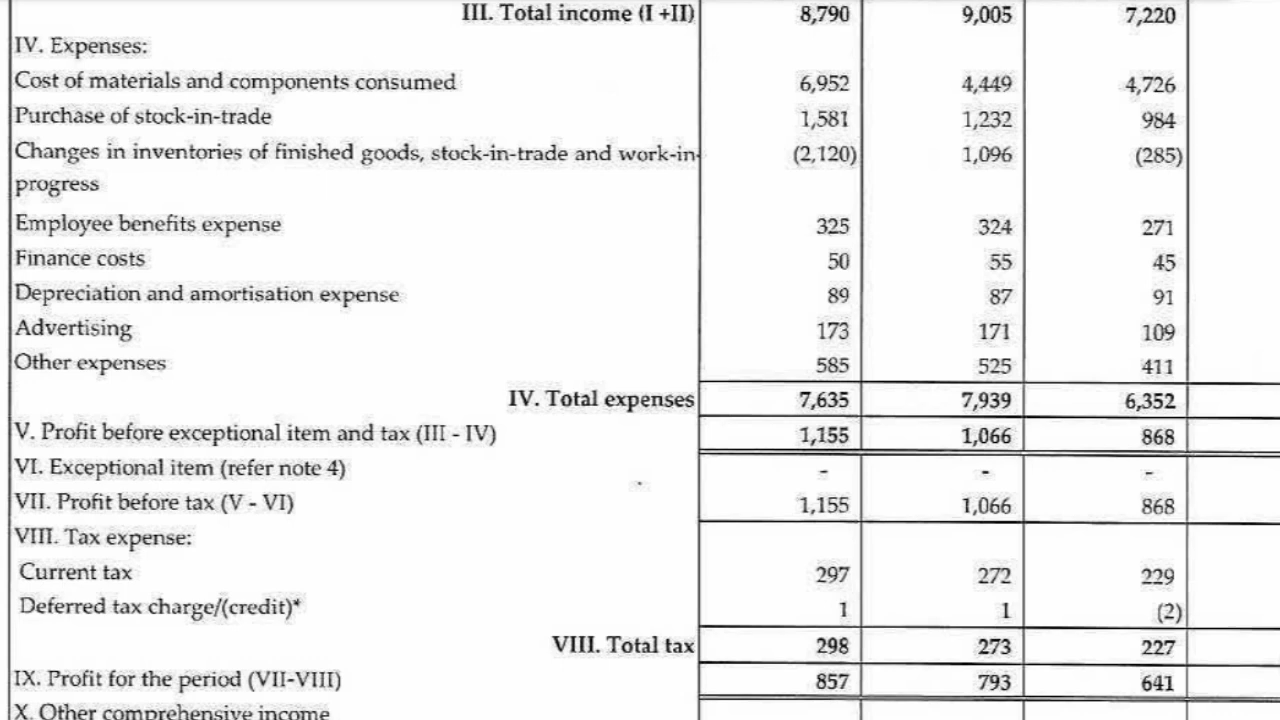 III. Total income (I +II) 8,790 9,005 7,220
IV. Expenses:
Cost of materials and components consumed 6,952 4,449 4,726
Purchase of stock-in-trade 1,581 1,232 984
Changes in inventories of finished goods, stock-in-trade and work-in- (2,120) 1,096 (285)
progress
Employee benefits expense 325 324 271
Finance costs 50 55 45
Depreciation and amortisation expense 89 87 91
Advertising 173 171 109
Other expenses 585 525 411
IV. Total expenses 7,635 7,939 6,352
V. Profit before exceptional item and tax (III - IV) 1,155 1,066 868
VI. Exceptional item (refer note 4) - - -
VII. Profit before tax (V - VI) 1,155 1,066 868
VIII. Tax expense:
Current tax 297 272 229
Deferred tax charge/(credit)* 1 1 (2)
VIII. Total tax 298 273 227
IX. Profit for the period (VII-VIII) 857 793 641
X. Other comprehensive income